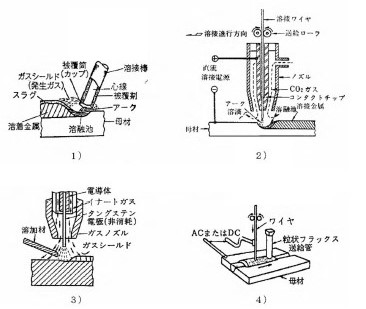 被覆筒
(カップ)
溶接棒
ガスシールド
(発生ガス)
心線
被覆剤
スラグ
アーク
溶着金属
母材
溶融池
1)
溶接ワイヤ
溶接進行方向
送給ローラ
直流
溶接電源
ノズル
CO₂ガス
コンタクトチップ
アーク
溶滴
溶融池
溶接金属
母材
2)
電導体
イナートガス
タングステン
電極(非消耗)
溶加材
ガスノズル
ガスシールド
3)
ACまたはDC
ワイヤ
粒状フラックス
送給管
母材
4)